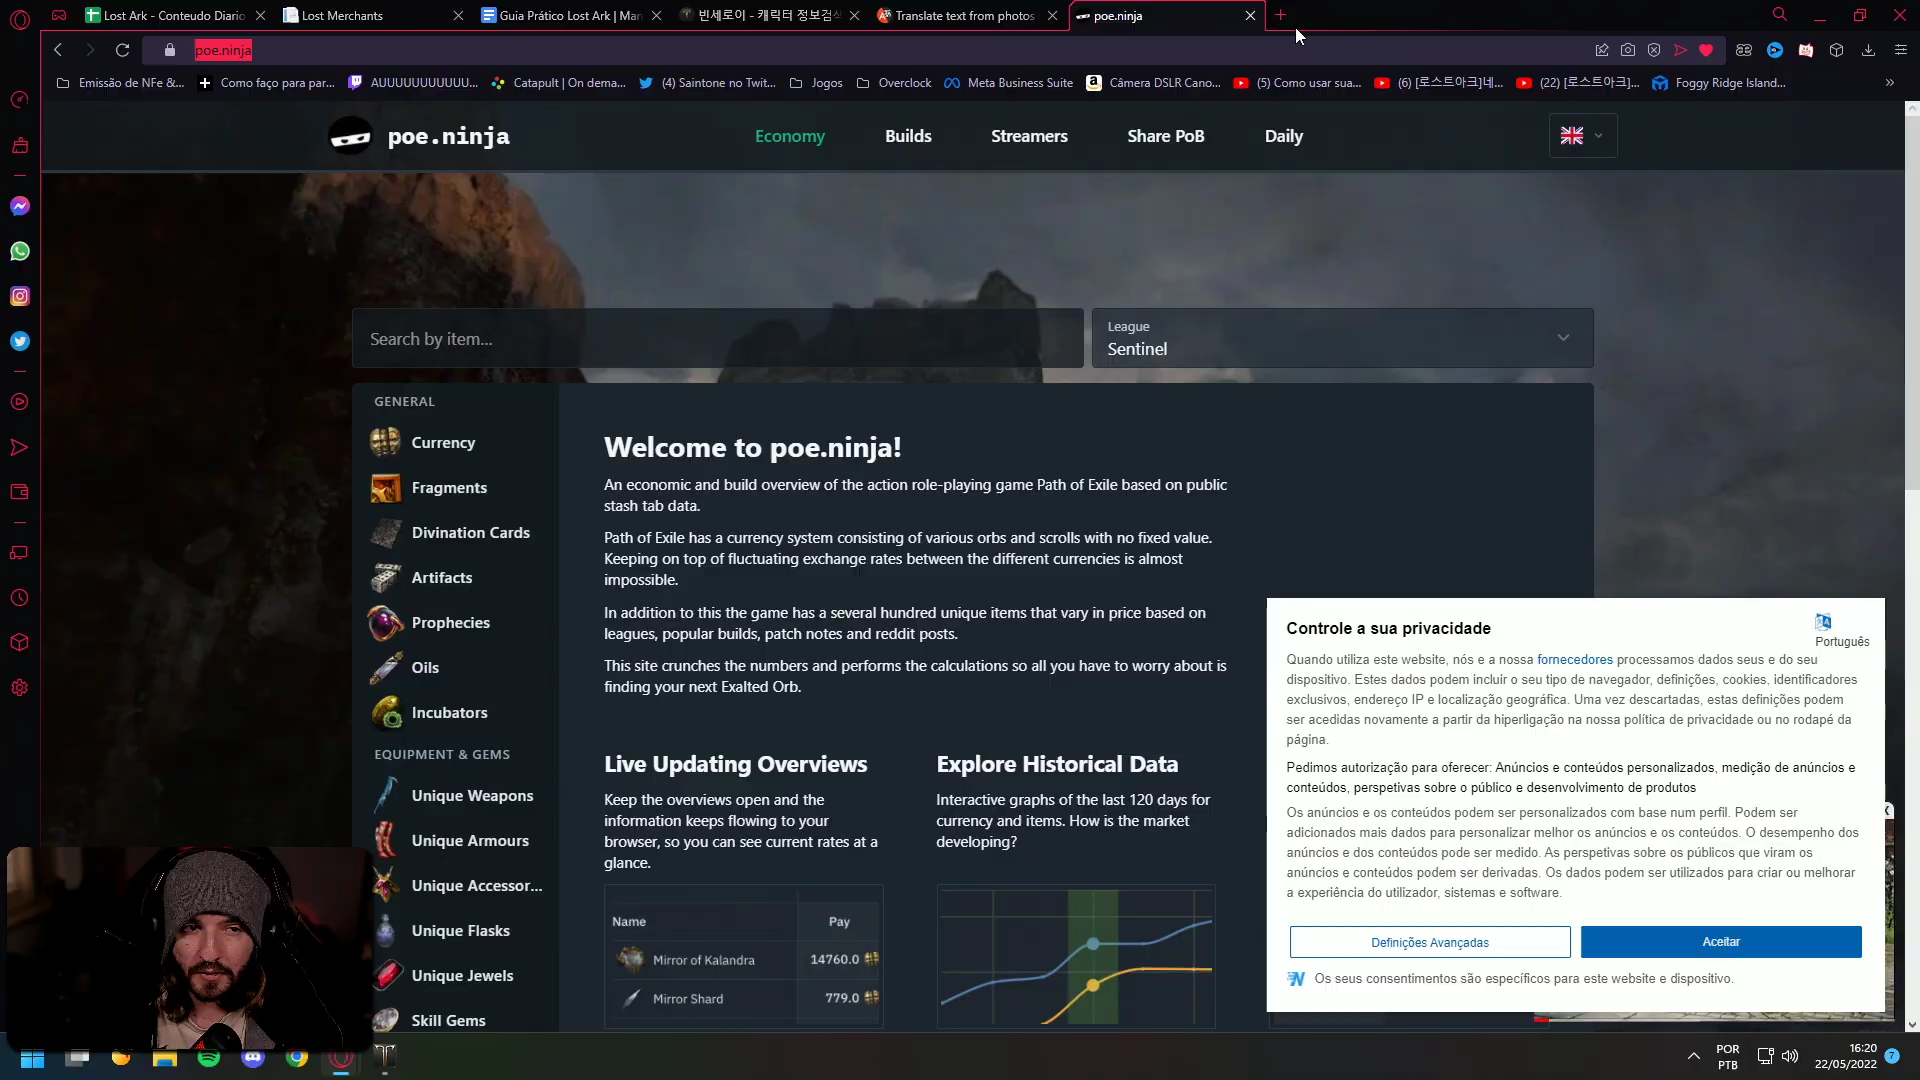 Lost Ark - Conteudo Diario
Lost Merchants
Guia Prático Lost Ark | Man
빈세로이 - 캐릭터 정보검색
Translate text from photos
poe.ninja
poe.ninja
Emissão de NFe &...
Como faço para par...
AUUUUUUUUUUU...
Catapult | On dema...
(4) Saintone no Twit...
Jogos
Overclock
Meta Business Suite
Câmera DSLR Cano...
(5) Como usar sua...
(6) [로스트아크]네...
(22) [로스트아크]...
Foggy Ridge Island...
poe.ninja
Economy
Builds
Streamers
Share PoB
Daily
Search by item...
League
Sentinel
GENERAL
Currency
Fragments
Divination Cards
Artifacts
Prophecies
Oils
Incubators
EQUIPMENT & GEMS
Unique Weapons
Unique Armours
Unique Accessor...
Unique Flasks
Unique Jewels
Skill Gems
Welcome to poe.ninja!
An economic and build overview of the action role-playing game Path of Exile based on public
stash tab data.
Path of Exile has a currency system consisting of various orbs and scrolls with no fixed value.
Keeping on top of fluctuating exchange rates between the different currencies is almost
impossible.
In addition to this the game has a several hundred unique items that vary in price based on
leagues, popular builds, patch notes and reddit posts.
This site crunches the numbers and performs the calculations so all you have to worry about is
finding your next Exalted Orb.
Live Updating Overviews
Keep the overviews open and the
information keeps flowing to your
browser, so you can see current rates at a
glance.
Name Pay
Mirror of Kalandra 14760.0
Mirror Shard 779.0
Explore Historical Data
Interactive graphs of the last 120 days for
currency and items. How is the market
developing?
Controle a sua privacidade
Português
Quando utiliza este website, nós e a nossa fornecedores processamos dados seus e do seu
dispositivo. Estes dados podem incluir o seu tipo de navegador, definições, cookies, identificadores
exclusivos, endereço IP e localização geográfica. Uma vez descartadas, estas definições podem
ser acedidas novamente a partir da hiperligação na nossa política de privacidade ou no rodapé da
página.
Pedimos autorização para oferecer: Anúncios e conteúdos personalizados, medição de anúncios e
conteúdos, perspetivas sobre o público e desenvolvimento de produtos
Os anúncios e os conteúdos podem ser personalizados com base num perfil. Podem ser
adicionados mais dados para personalizar melhor os anúncios e os conteúdos. O desempenho dos
anúncios e dos conteúdos pode ser medido. As perspetivas sobre os públicos que viram os
anúncios e conteúdos podem ser derivadas. Os dados podem ser utilizados para criar ou melhorar
a experiência do utilizador, sistemas e software.
Definições Avançadas
Aceitar
Os seus consentimentos são específicos para este website e dispositivo.
POR
PTB
16:20
22/05/2022
7